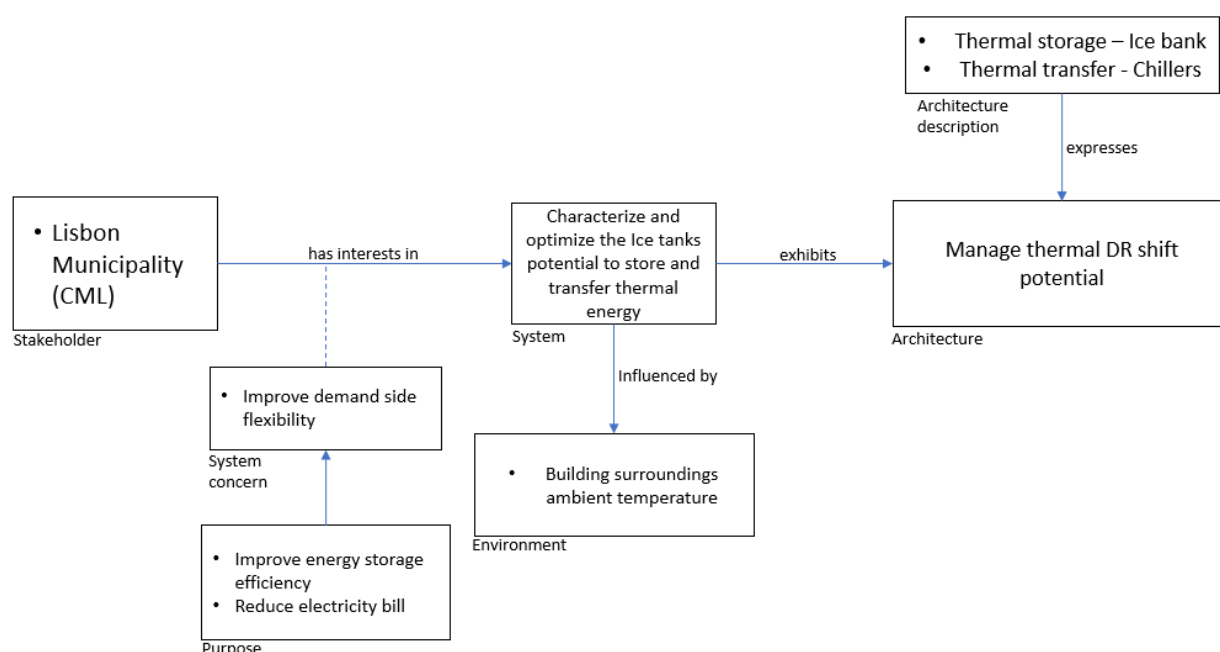 • Thermal storage – Ice bank
• Thermal transfer - Chillers
Architecture
description
expresses
• Lisbon
Municipality
(CML)
Stakeholder
has interests in
Characterize and
optimize the Ice tanks
potential to store and
transfer thermal
energy
System
exhibits
Manage thermal DR shift
potential
Architecture
Influenced by
• Improve demand side
flexibility
System
concern
• Building surroundings
ambient temperature
Environment
• Improve energy storage
efficiency
• Reduce electricity bill
Purpose